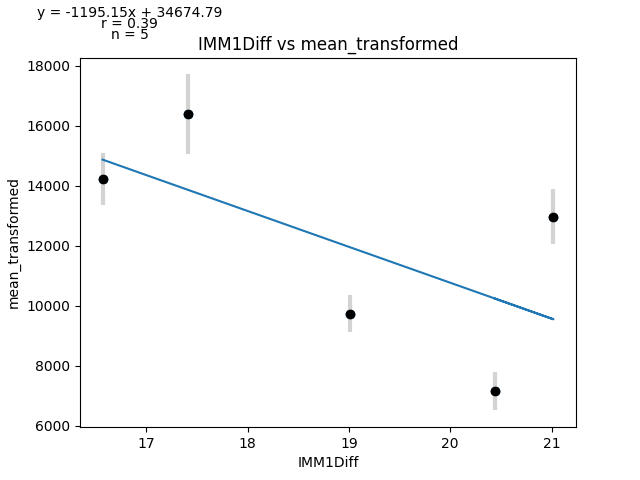 y = -1195.15x + 34674.79
r = 0.39
n = 5
IMM1Diff vs mean_transformed
18000
16000
14000
12000
10000
8000
6000
mean_transformed
17 18 19 20 21
IMM1Diff